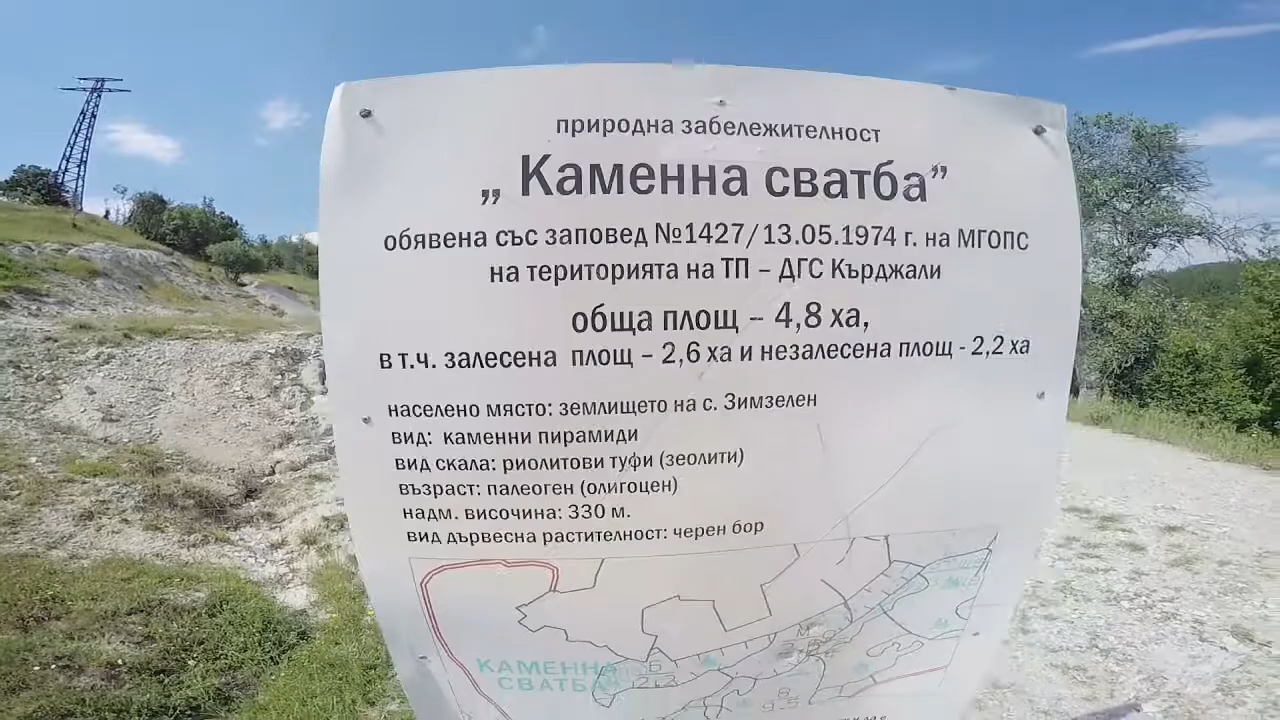 природна забележителност
„ Каменна сватба”
обявена със заповед №1427/13.05.1974 г. на МГОПС
на територията на ТП – ДГС Кърджали
обща площ – 4,8 ха,
в т.ч. залесена площ – 2,6 ха и незалесена площ - 2,2 ха
населено място: землището на с. Зимзелен
вид: каменни пирамиди
вид скала: риолитови туфи (зеолити)
възраст: палеоген (олигоцен)
надм. височина: 330 м.
вид дървесна растителност: черен бор
КАМЕННА
СВАТБА